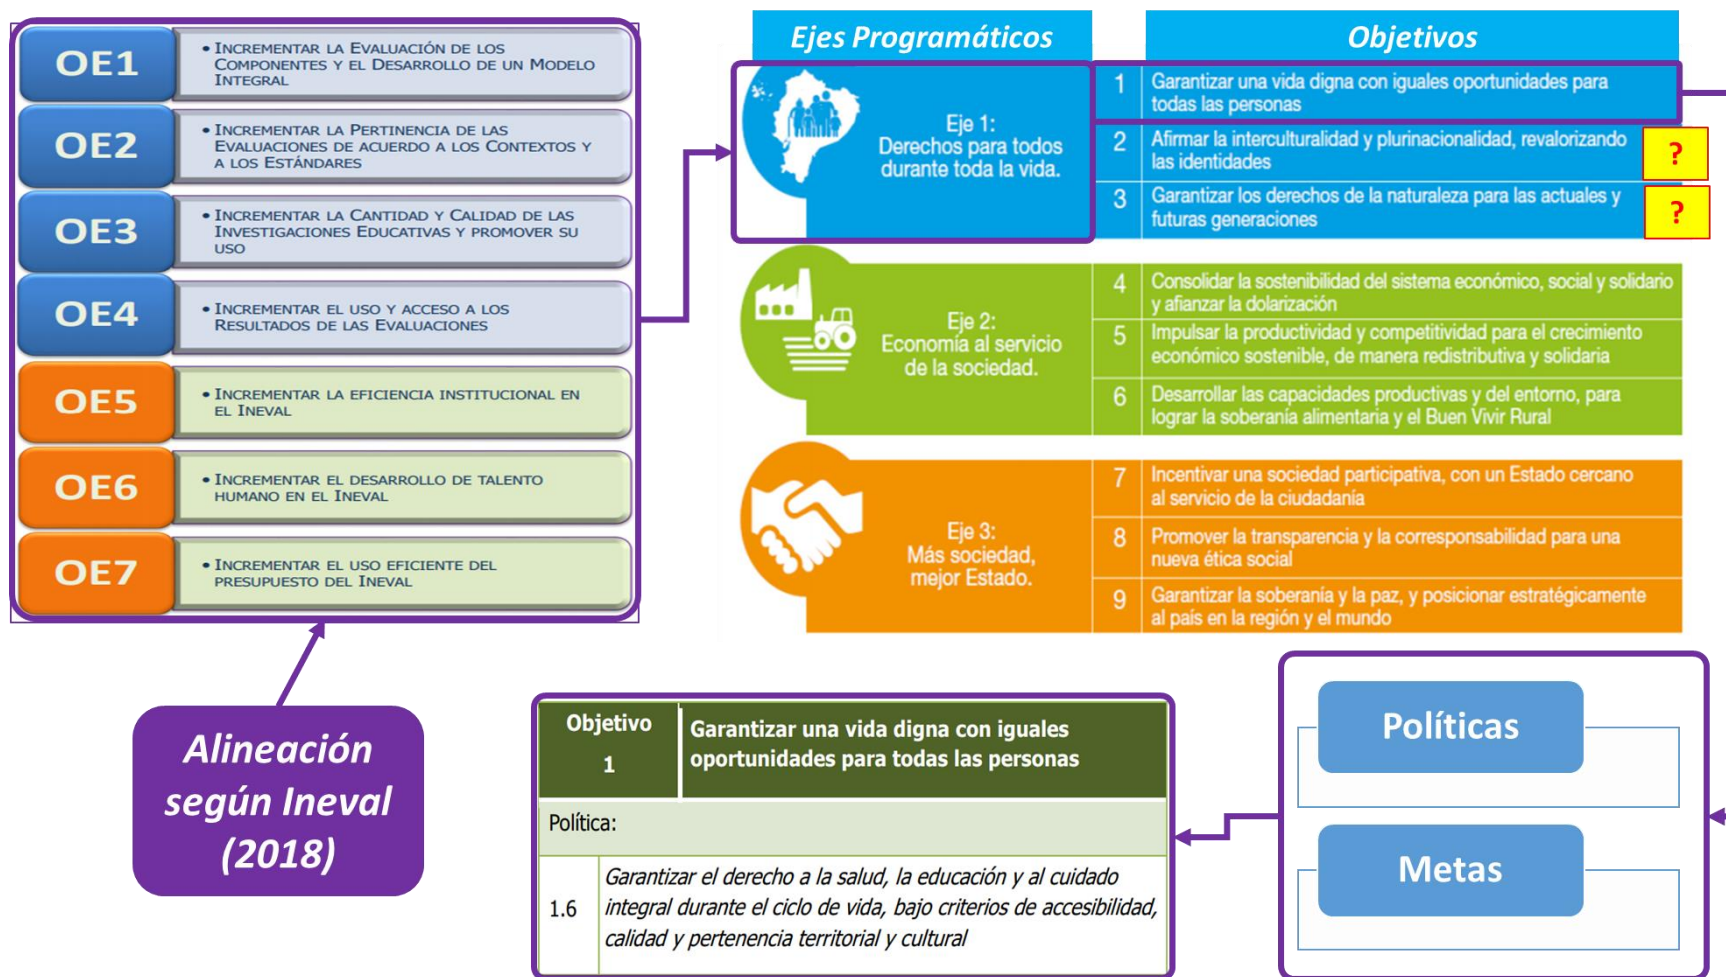 OE1
• INCREMENTAR LA EVALUACIÓN DE LOS
COMPONENTES Y EL DESARROLLO DE UN MODELO
INTEGRAL
OE2
• INCREMENTAR LA PERTINENCIA DE LAS
EVALUACIONES DE ACUERDO A LOS CONTEXTOS Y
A LOS ESTÁNDARES
OE3
• INCREMENTAR LA CANTIDAD Y CALIDAD DE LAS
INVESTIGACIONES EDUCATIVAS Y PROMOVER SU
USO
OE4
• INCREMENTAR EL USO Y ACCESO A LOS
RESULTADOS DE LAS EVALUACIONES
OE5
• INCREMENTAR LA EFICIENCIA INSTITUCIONAL EN
EL INEVAL
OE6
• INCREMENTAR EL DESARROLLO DE TALENTO
HUMANO EN EL INEVAL
OE7
• INCREMENTAR EL USO EFICIENTE DEL
PRESUPUESTO DEL INEVAL
Alineación
según Ineval
(2018)
Ejes Programáticos
Objetivos
Eje 1:
Derechos para todos
durante toda la vida.
1 Garantizar una vida digna con iguales oportunidades para
todas las personas
2 Afirmar la interculturalidad y plurinacionalidad, revalorizando
las identidades
?
3 Garantizar los derechos de la naturaleza para las actuales y
futuras generaciones
?
Eje 2:
Economía al servicio
de la sociedad.
4 Consolidar la sostenibilidad del sistema económico, social y solidario
y afianzar la dolarización
5 Impulsar la productividad y competitividad para el crecimiento
económico sostenible, de manera redistributiva y solidaria
6 Desarrollar las capacidades productivas y del entorno, para
lograr la soberanía alimentaria y el Buen Vivir Rural
Eje 3:
Más sociedad,
mejor Estado.
7 Incentivar una sociedad participativa, con un Estado cercano
al servicio de la ciudadanía
8 Promover la transparencia y la corresponsabilidad para una
nueva ética social
9 Garantizar la soberanía y la paz, y posicionar estratégicamente
al país en la región y el mundo
Objetivo
1
Garantizar una vida digna con iguales
oportunidades para todas las personas
Política:
1.6
Garantizar el derecho a la salud, la educación y al cuidado
integral durante el ciclo de vida, bajo criterios de accesibilidad,
calidad y pertenencia territorial y cultural
Políticas
Metas